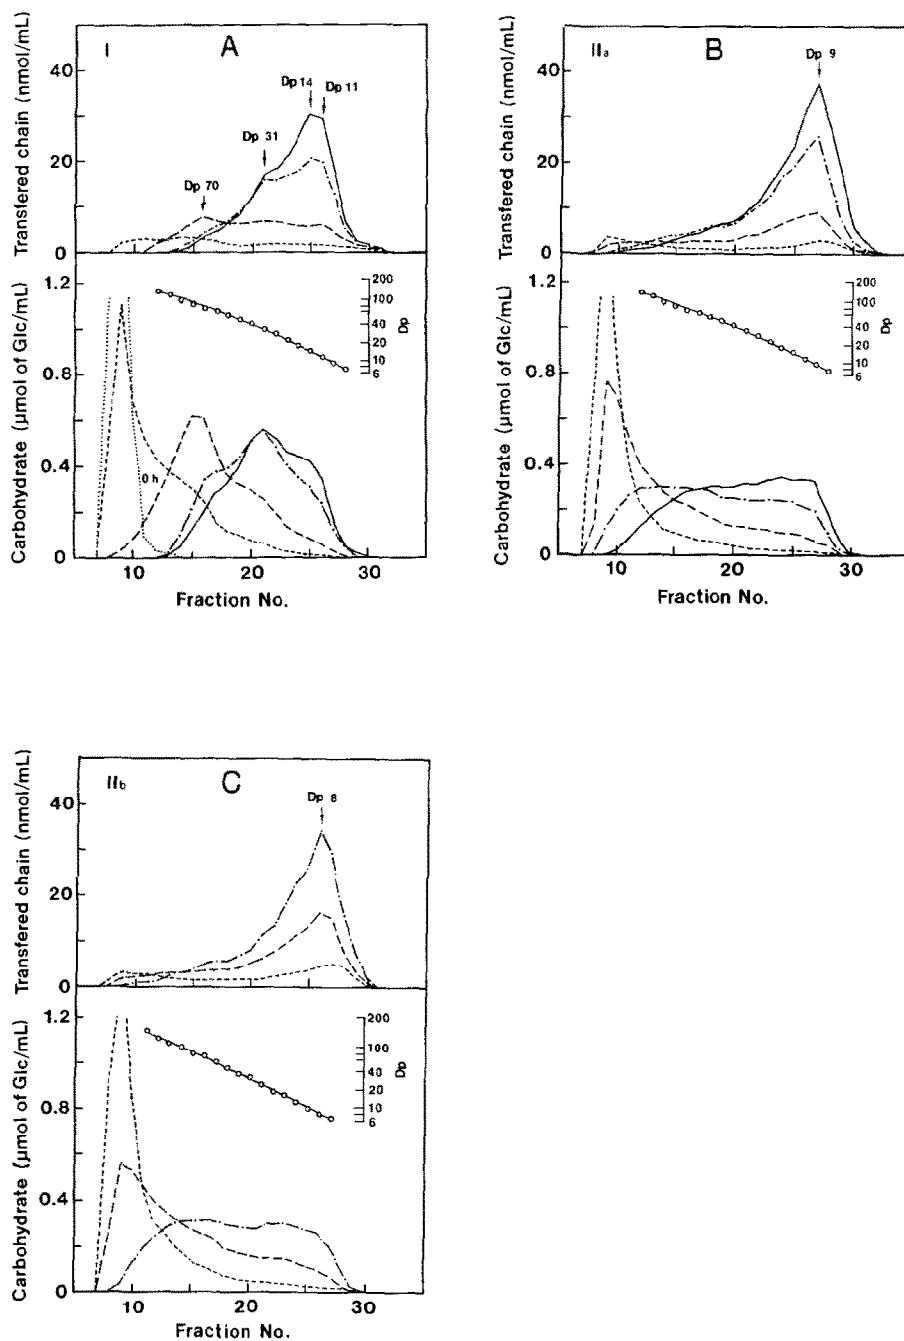 I
A
Transfered chain (nmol/mL)
40
20
0
Dp 14
Dp 11
Dp 31
Dp 70
Carbohydrate (μmol of Glc/mL)
1.2
0.8
0.4
0
200
100
40
20
10
6
Dp
0 h
10
20
30
Fraction No.
IIa
B
Transfered chain (nmol/mL)
40
20
0
Dp 9
Carbohydrate (μmol of Glc/mL)
1.2
0.8
0.4
0
200
100
40
20
10
6
Dp
10
20
30
Fraction No.
IIb
C
Transfered chain (nmol/mL)
40
20
0
Dp 8
Carbohydrate (μmol of Glc/mL)
1.2
0.8
0.4
0
200
100
40
20
10
6
Dp
10
20
30
Fraction No.